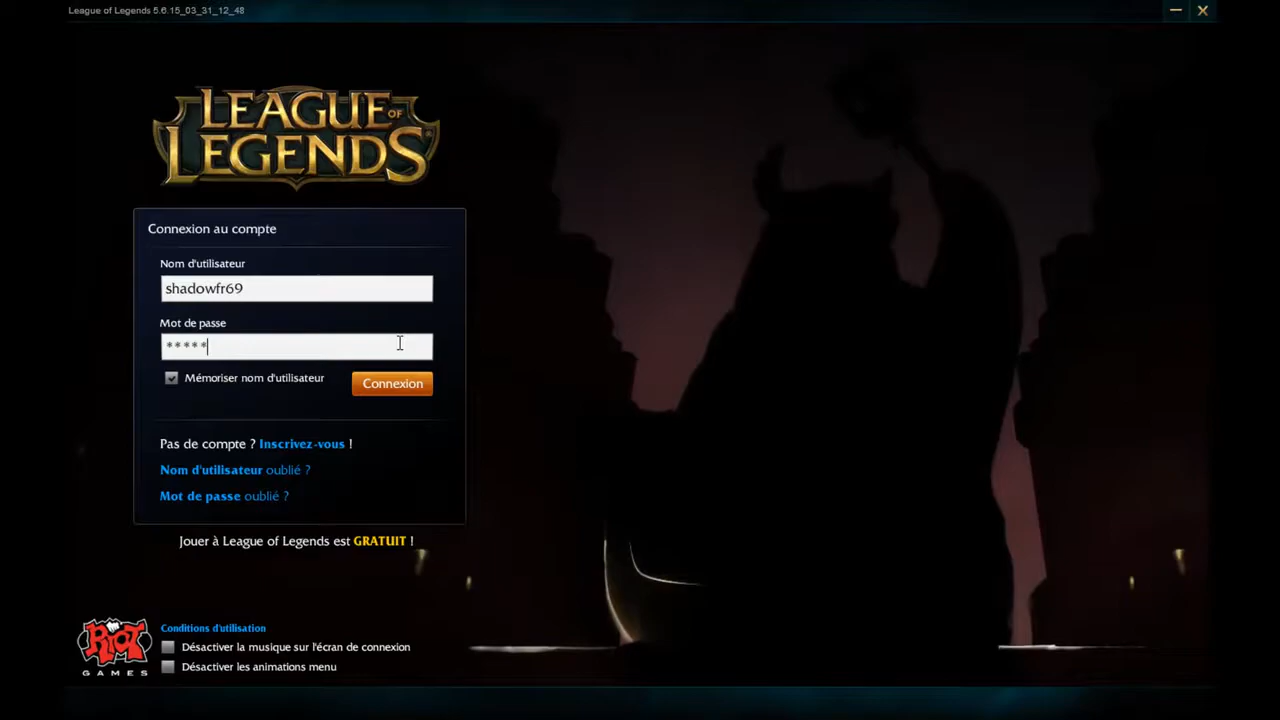 League of Legends 5.6.15_03_31_12_48
LEAGUE OF
LEGENDS
Connexion au compte
Nom d'utilisateur
shadowfr69
Mot de passe
*****
Mémoriser nom d'utilisateur
Connexion
Pas de compte ? Inscrivez-vous !
Nom d'utilisateur oublié ?
Mot de passe oublié ?
Jouer à League of Legends est GRATUIT !
RIOT
GAMES
Conditions d'utilisation
Désactiver la musique sur l'écran de connexion
Désactiver les animations menu